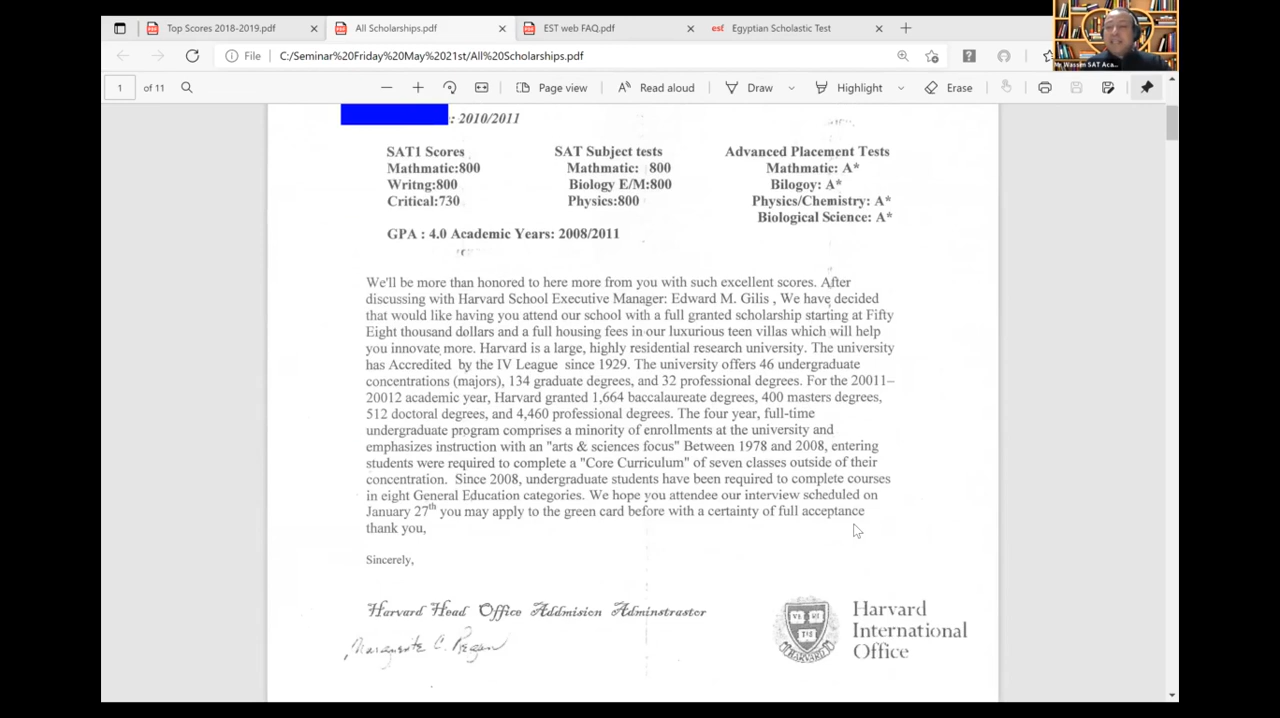 Top Scores 2018-2019.pdf
All Scholarships.pdf
EST web FAQ.pdf
est Egyptian Scholastic Test
File C:/Seminar%20Friday%20May%2021st/All%20Scholarships.pdf
1 of 11
Page view
Read aloud
Draw
Highlight
Erase
Mr. Wassim SAT Aca...
: 2010/2011
SAT1 Scores SAT Subject tests Advanced Placement Tests
Mathmatic:800 Mathmatic: 800 Mathmatic: A*
Writng:800 Biology E/M:800 Bilogoy: A*
Critical:730 Physics:800 Physics/Chemistry: A*
Biological Science: A*
GPA : 4.0 Academic Years: 2008/2011
We'll be more than honored to here more from you with such excellent scores. After
discussing with Harvard School Executive Manager: Edward M. Gilis , We have decided
that would like having you attend our school with a full granted scholarship starting at Fifty
Eight thousand dollars and a full housing fees in our luxurious teen villas which will help
you innovate more. Harvard is a large, highly residential research university. The university
has Accredited by the IV League since 1929. The university offers 46 undergraduate
concentrations (majors), 134 graduate degrees, and 32 professional degrees. For the 20011–
20012 academic year, Harvard granted 1,664 baccalaureate degrees, 400 masters degrees,
512 doctoral degrees, and 4,460 professional degrees. The four year, full-time
undergraduate program comprises a minority of enrollments at the university and
emphasizes instruction with an "arts & sciences focus" Between 1978 and 2008, entering
students were required to complete a "Core Curriculum" of seven classes outside of their
concentration. Since 2008, undergraduate students have been required to complete courses
in eight General Education categories. We hope you attendee our interview scheduled on
January 27th you may apply to the green card before with a certainty of full acceptance
thank you,
Sincerely,
Harvard Head Office Addmision Adminstrastor
Marguerite C. Regan
VE RI TAS
HARVARD
Harvard
International
Office